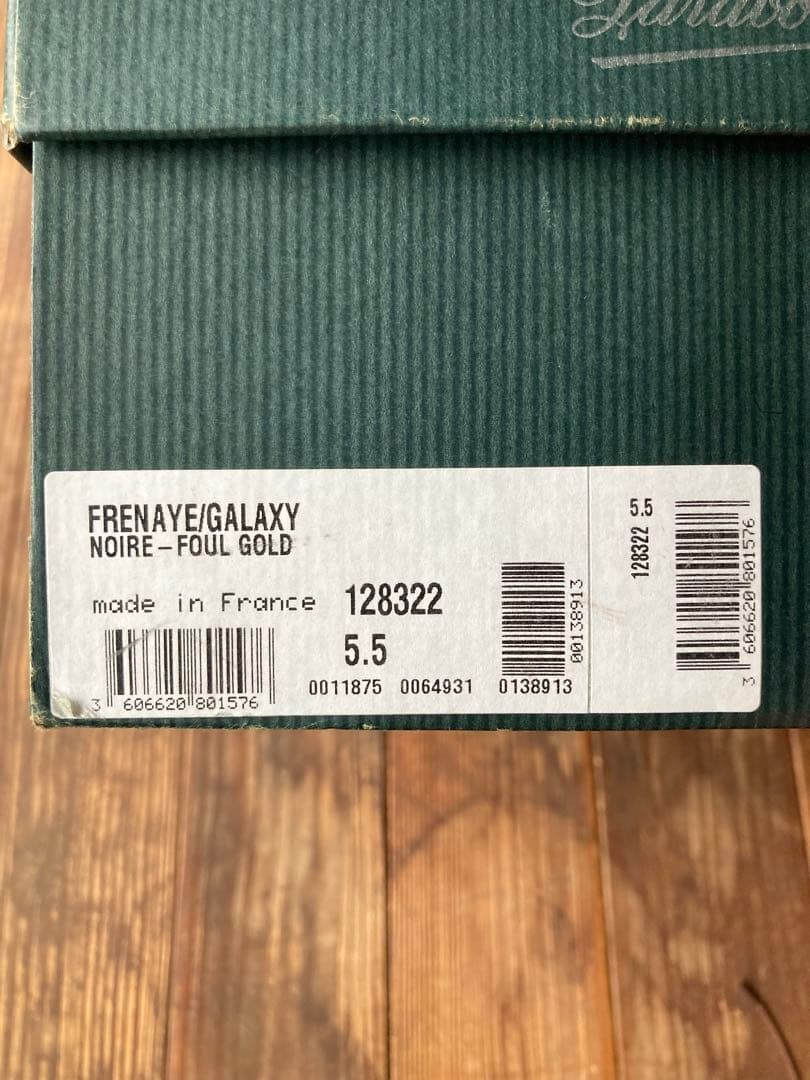 FRENAYE/GALAXY
NOIRE-FOUL GOLD
made in France 128322
5.5
3 606620 801576
0011875 0064931 0138913
00138913
5.5
128322
3 606620 801576